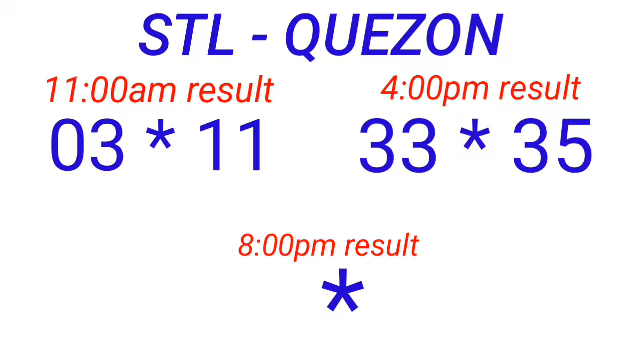 STL - QUEZON
11:00am result
03 * 11
4:00pm result
33 * 35
8:00pm result
*